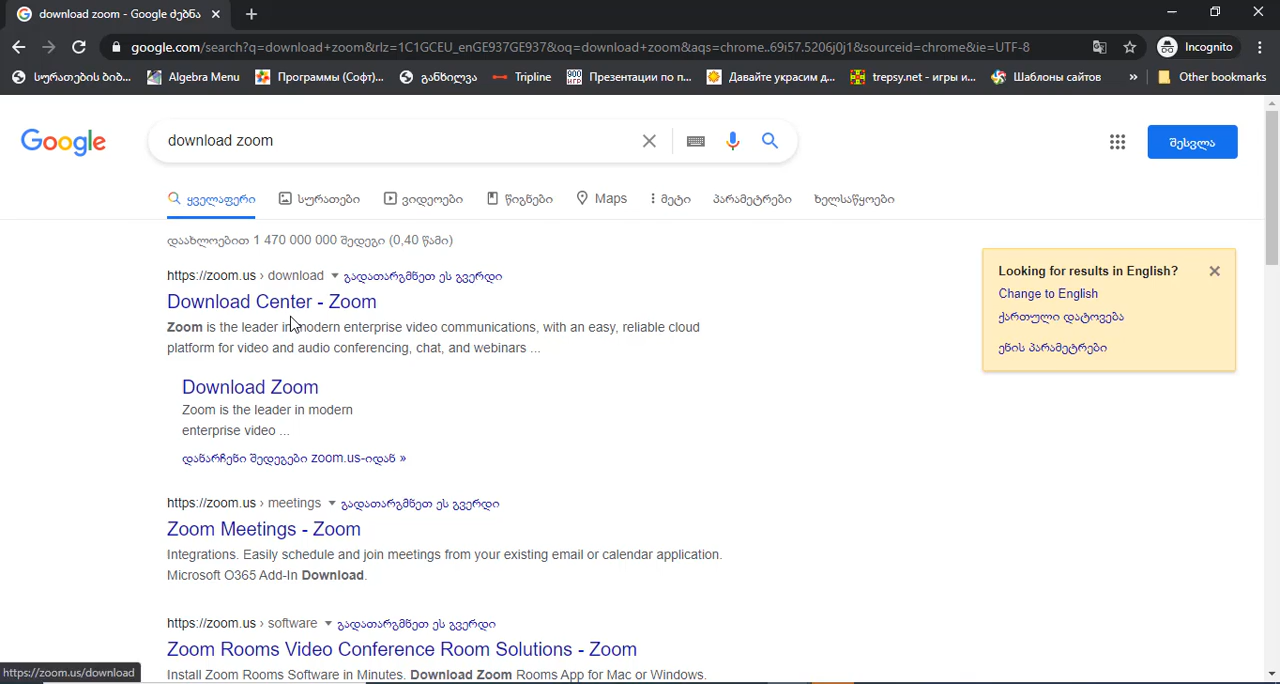 download zoom - Google ძებნა
google.com/search?q=download+zoom&rlz=1C1GCEU_enGE937GE937&oq=download+zoom&aqs=chrome..69i57.5206j0j1&sourceid=chrome&ie=UTF-8
Incognito
სურათების ბიბ...
Algebra Menu
Программы (Софт)...
განხილვა
Tripline
Презентации по п...
Давайте украсим д...
trepsy.net - игры и...
Шаблоны сайтов
»
Other bookmarks
Google
download zoom
შესვლა
ყველაფერი
სურათები
ვიდეოები
წიგნები
Maps
მეტი
პარამეტრები
ხელსაწყოები
დაახლოებით 1 470 000 000 შედეგი (0,40 წამი)
https://zoom.us › download ▾ გადათარგმნეთ ეს გვერდი
Download Center - Zoom
Zoom is the leader in modern enterprise video communications, with an easy, reliable cloud
platform for video and audio conferencing, chat, and webinars ...
Download Zoom
Zoom is the leader in modern
enterprise video ...
დანარჩენი შედეგები zoom.us-იდან »
https://zoom.us › meetings ▾ გადათარგმნეთ ეს გვერდი
Zoom Meetings - Zoom
Integrations. Easily schedule and join meetings from your existing email or calendar application.
Microsoft O365 Add-In Download.
https://zoom.us › software ▾ გადათარგმნეთ ეს გვერდი
Zoom Rooms Video Conference Room Solutions - Zoom
Install Zoom Rooms Software in Minutes. Download Zoom Rooms App for Mac or Windows.
Looking for results in English?
Change to English
ქართული დატოვება
ენის პარამეტრები
https://zoom.us/download